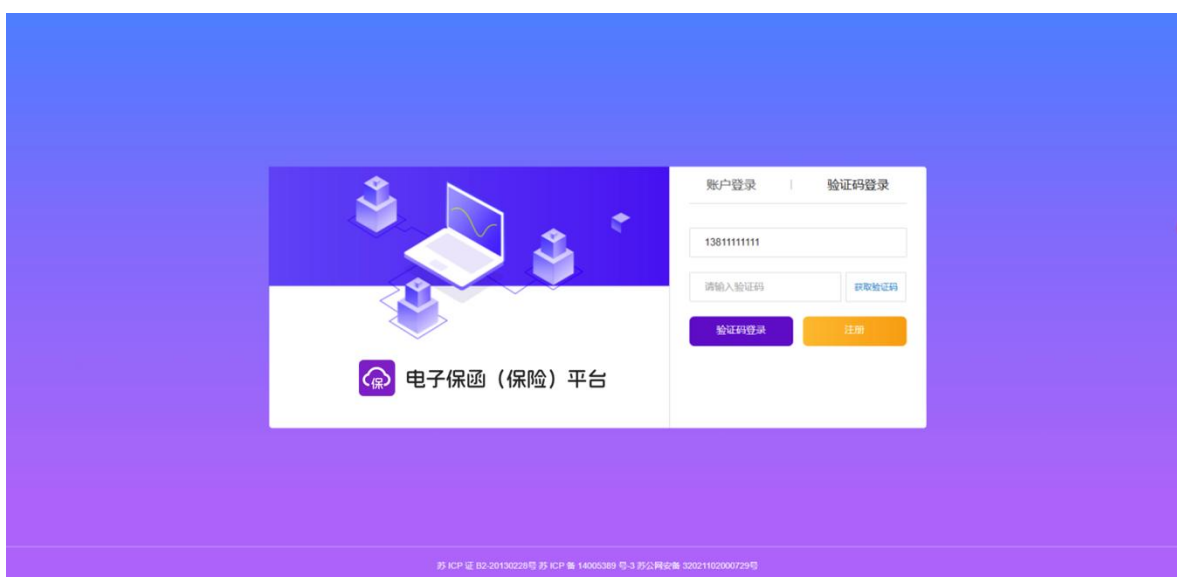 账户登录 | 验证码登录
13811111111
请输入验证码 获取验证码
验证码登录 注册
保 电子保函（保险）平台
苏 ICP 证 B2-20130228号 苏 ICP 备 14005389 号-3 苏公网安备 32021102000729号